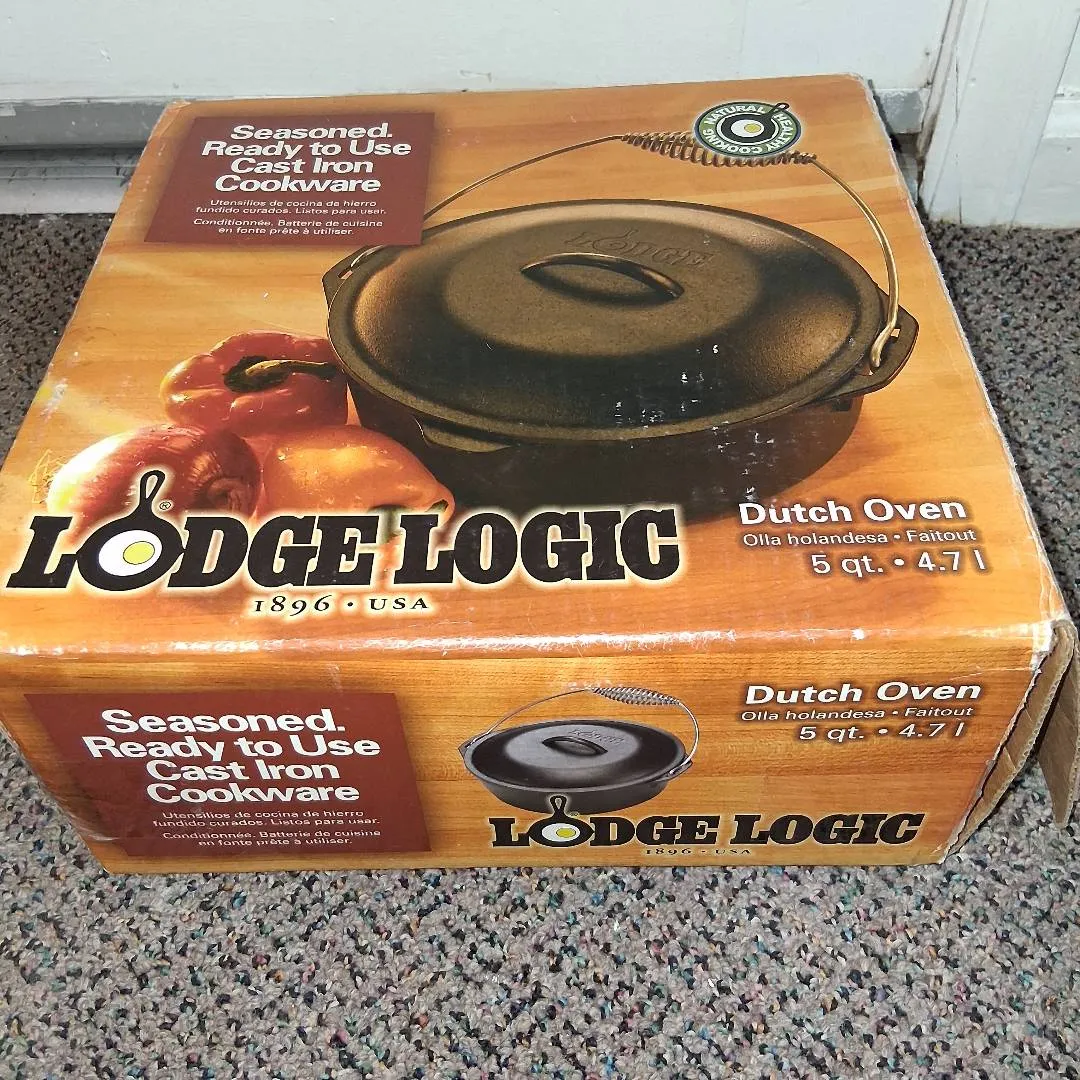 Seasoned.
Ready to Use
Cast Iron
Cookware
Utensilios de cocina de hierro
fundido curados. Listos para usar.
Conditionnée. Batterie de cuisine
en fonte prête à utiliser.
NATURAL HEALTHY COOKING
LODGE
LODGE LOGIC
®
1896 • USA
Dutch Oven
Olla holandesa • Faitout
5 qt. • 4.7 l
Seasoned.
Ready to Use
Cast Iron
Cookware
Utensilios de cocina de hierro
fundido curados. Listos para usar.
Conditionnée. Batterie de cuisine
en fonte prête à utiliser.
LODGE
LODGE LOGIC
1896 • USA
Dutch Oven
Olla holandesa • Faitout
5 qt. • 4.7 l